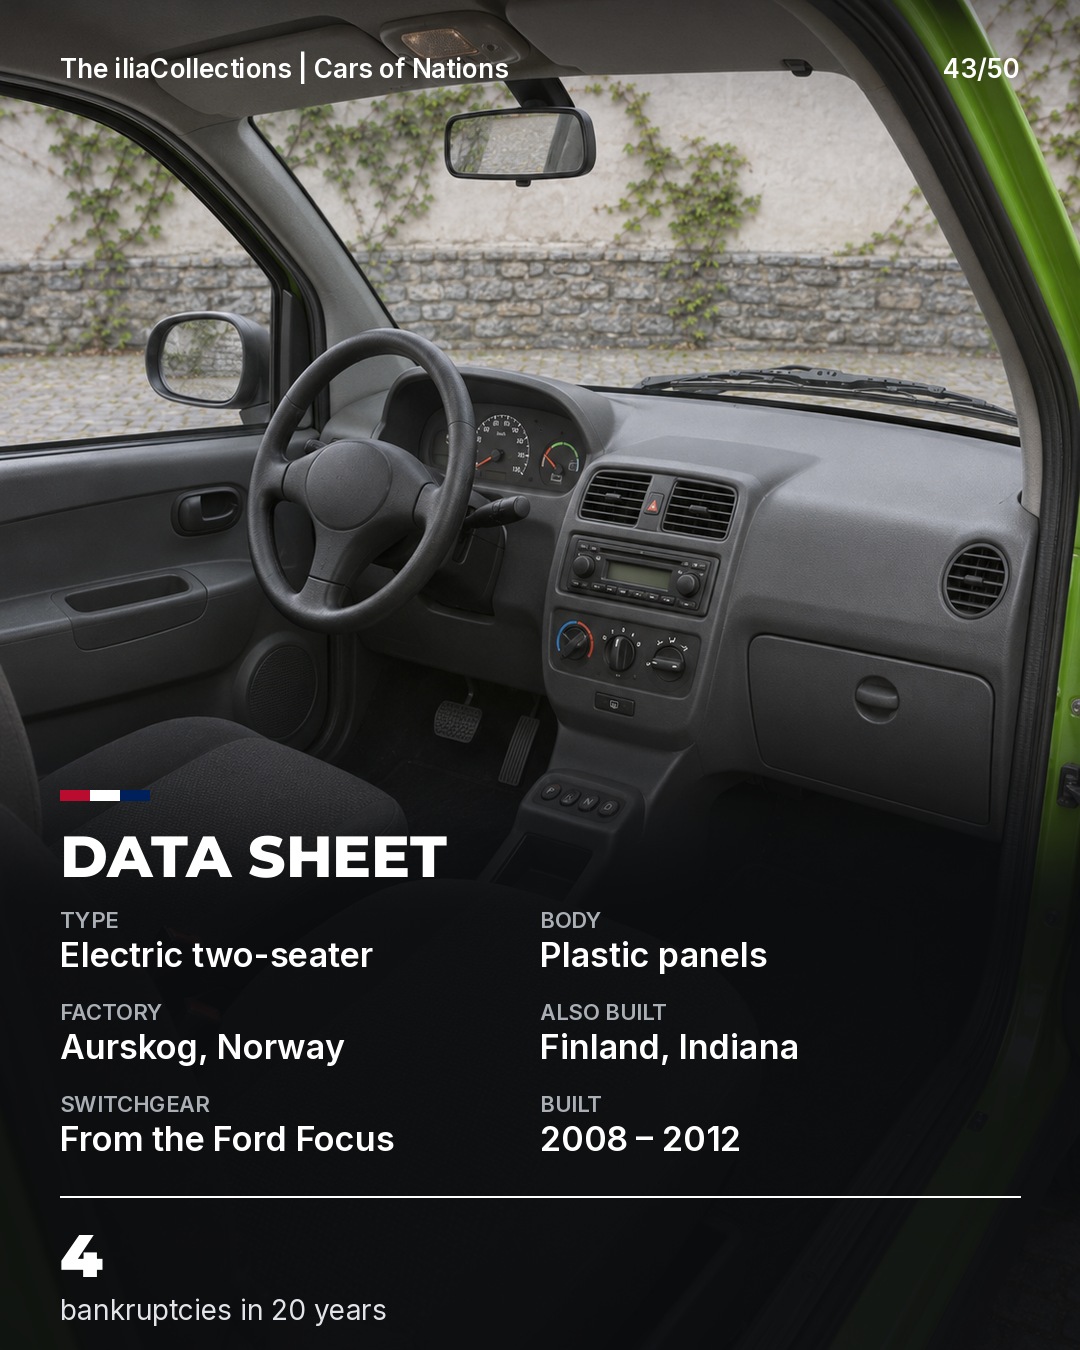 The iliaCollections | Cars of Nations
43/50
DATA SHEET
TYPE
Electric two-seater
BODY
Plastic panels
FACTORY
Aurskog, Norway
ALSO BUILT
Finland, Indiana
SWITCHGEAR
From the Ford Focus
BUILT
2008 – 2012
4
bankruptcies in 20 years